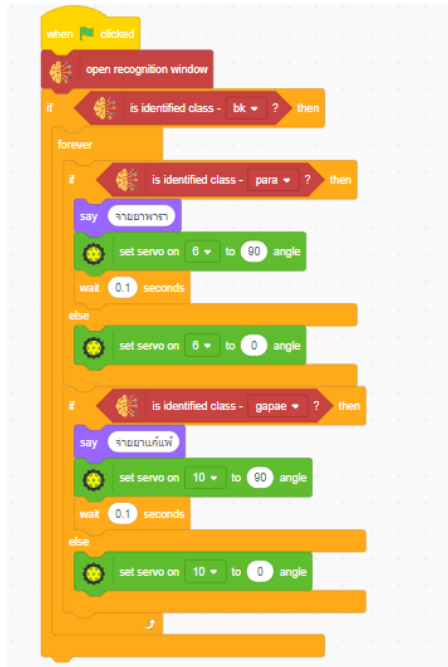 when clicked
open recognition window
if is identified class - bk ? then
forever
if is identified class - para ? then
say จ่ายยาพารา
set servo on 6 to 90 angle
wait 0.1 seconds
else
set servo on 6 to 0 angle
if is identified class - gapae ? then
say จ่ายยาแก้แพ้
set servo on 10 to 90 angle
wait 0.1 seconds
else
set servo on 10 to 0 angle